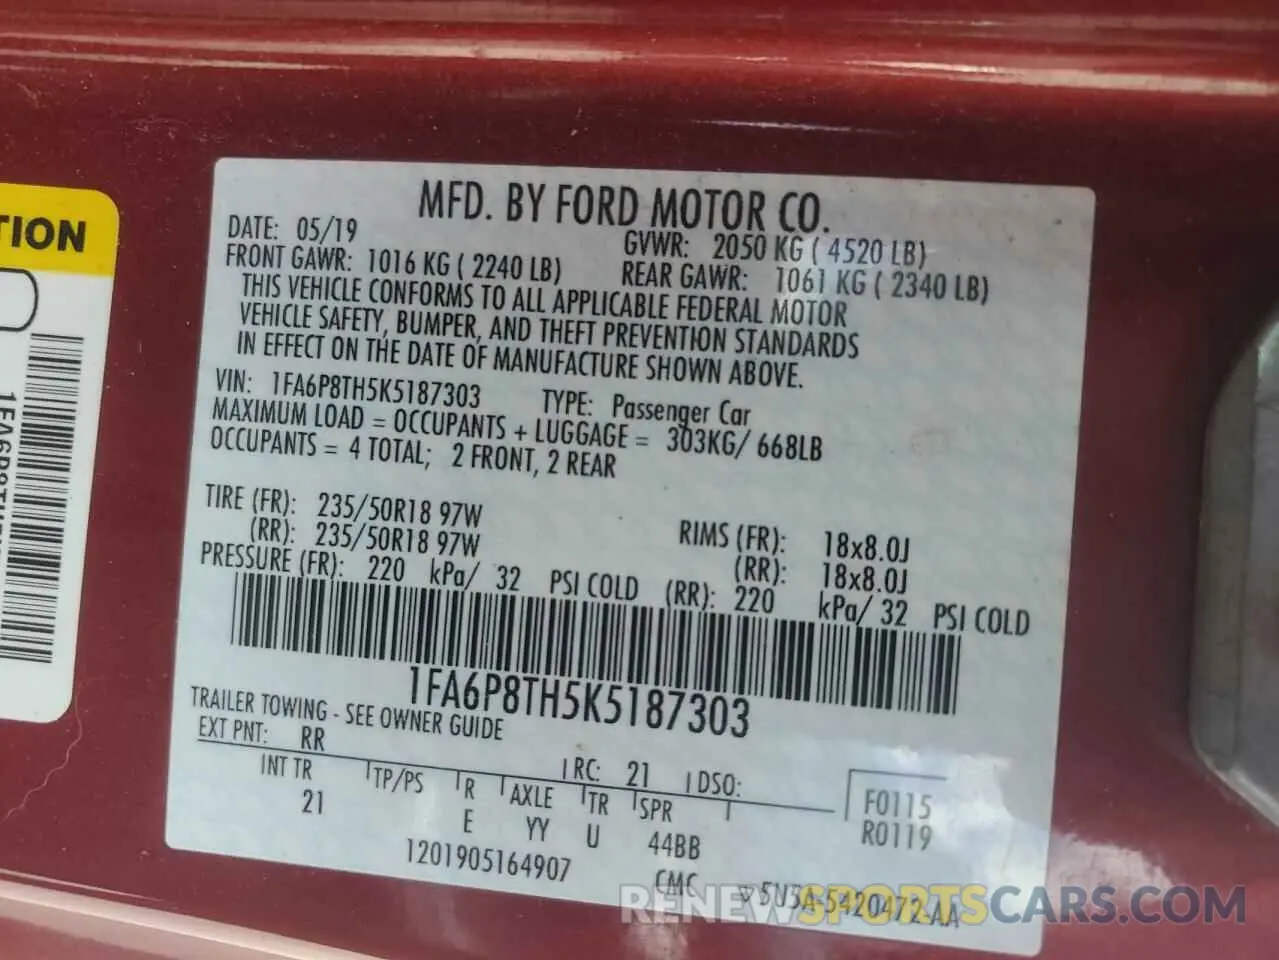 MFD. BY FORD MOTOR CO.
DATE: 05/19 GVWR: 2050 KG ( 4520 LB)
FRONT GAWR: 1016 KG ( 2240 LB) REAR GAWR: 1061 KG ( 2340 LB)
THIS VEHICLE CONFORMS TO ALL APPLICABLE FEDERAL MOTOR
VEHICLE SAFETY, BUMPER, AND THEFT PREVENTION STANDARDS
IN EFFECT ON THE DATE OF MANUFACTURE SHOWN ABOVE.
VIN: 1FA6P8TH5K5187303 TYPE: Passenger Car
MAXIMUM LOAD = OCCUPANTS + LUGGAGE = 303KG/ 668LB
OCCUPANTS = 4 TOTAL; 2 FRONT, 2 REAR
TIRE (FR): 235/50R18 97W RIMS (FR): 18x8.0J
(RR): 235/50R18 97W (RR): 18x8.0J
PRESSURE (FR): 220 kPa/ 32 PSI COLD (RR): 220 kPa/ 32 PSI COLD
1FA6P8TH5K5187303
TRAILER TOWING - SEE OWNER GUIDE
EXT PNT: RR RC: 21 DSO:
INT TR TP/PS R AXLE TR SPR F0115
21 E YY U 44BB R0119
1201905164907 CMC 5U5A-5420472-AA
TION
RENEWSPORTSCARS.COM